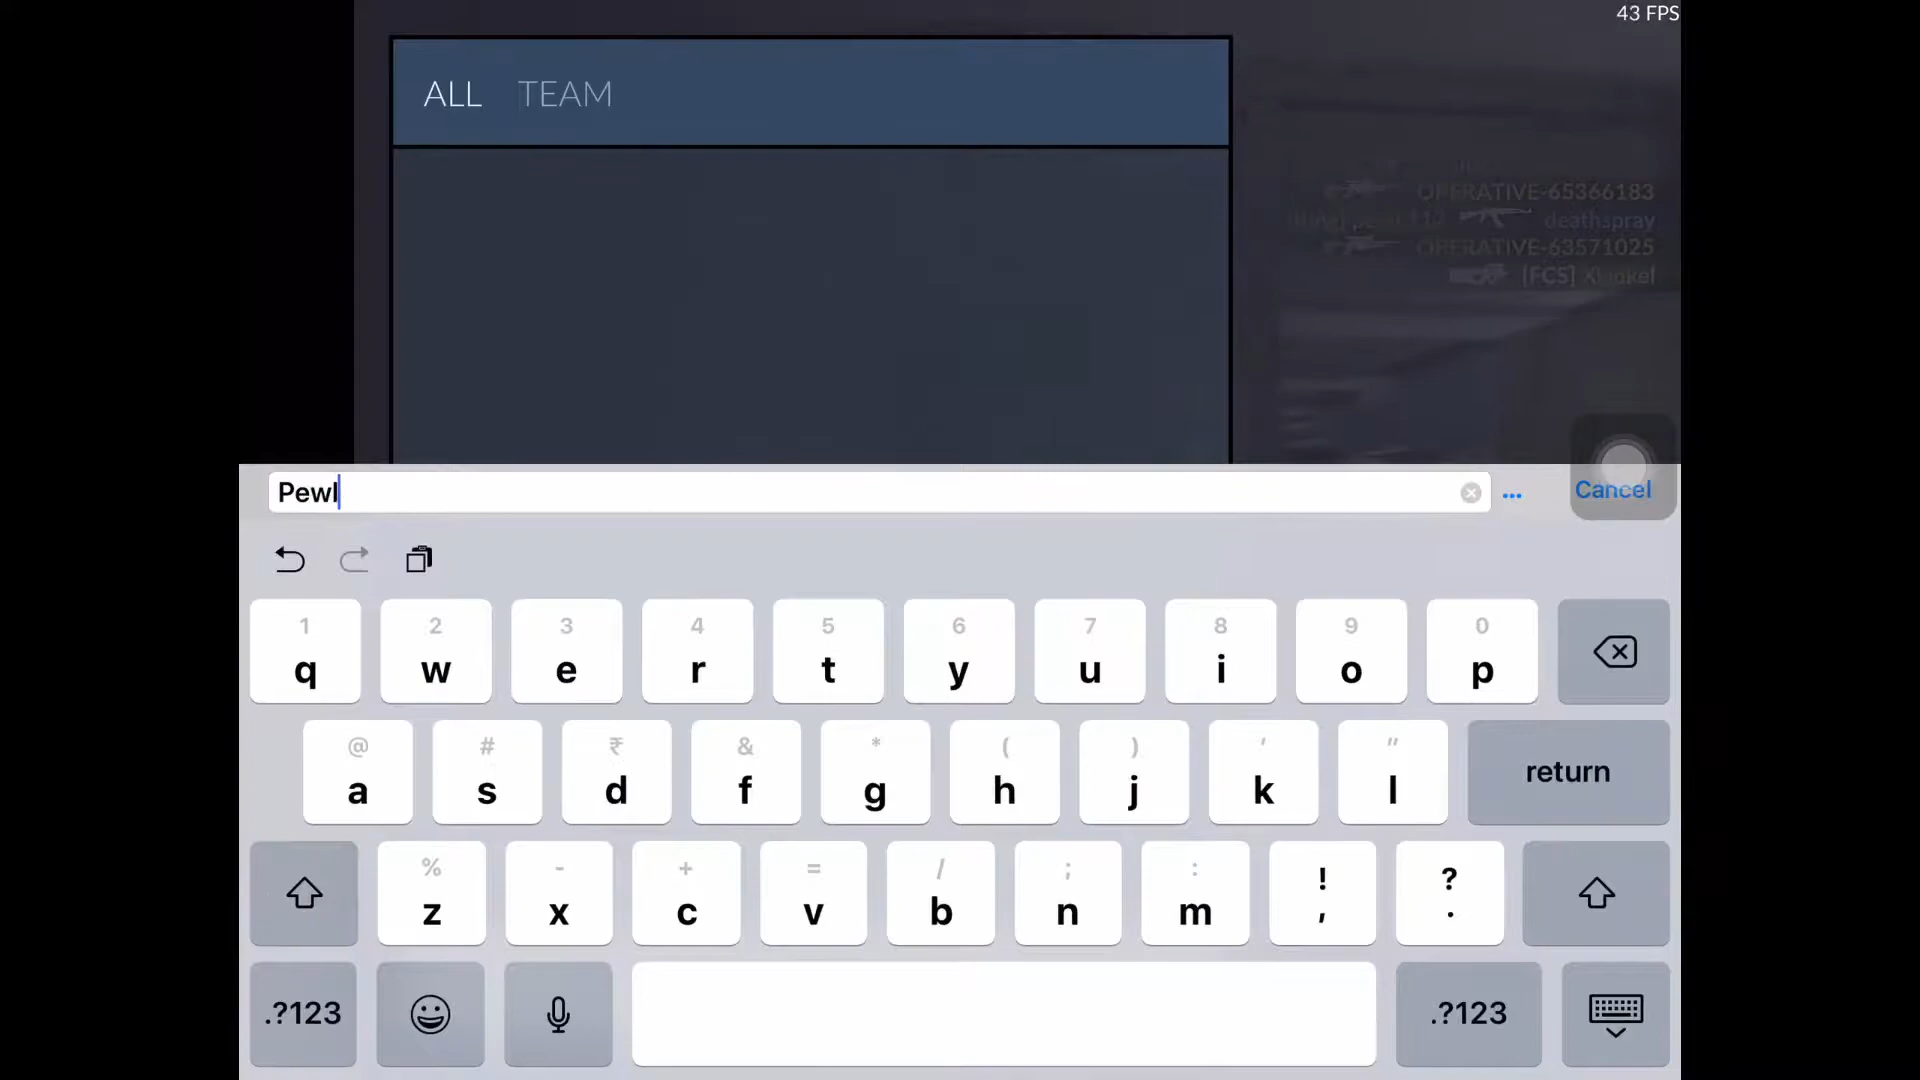 43 FPS
ALL TEAM
OPERATIVE-65366183
deathspray
OPERATIVE-63571025
[FCS]
Pewl
... Cancel
1 2 3 4 5 6 7 8 9 0
q w e r t y u i o p
@ # ₹ & * ( ) ' "
a s d f g h j k l return
% - + = / ; : ! ?
z x c v b n m , .
.?123 .?123